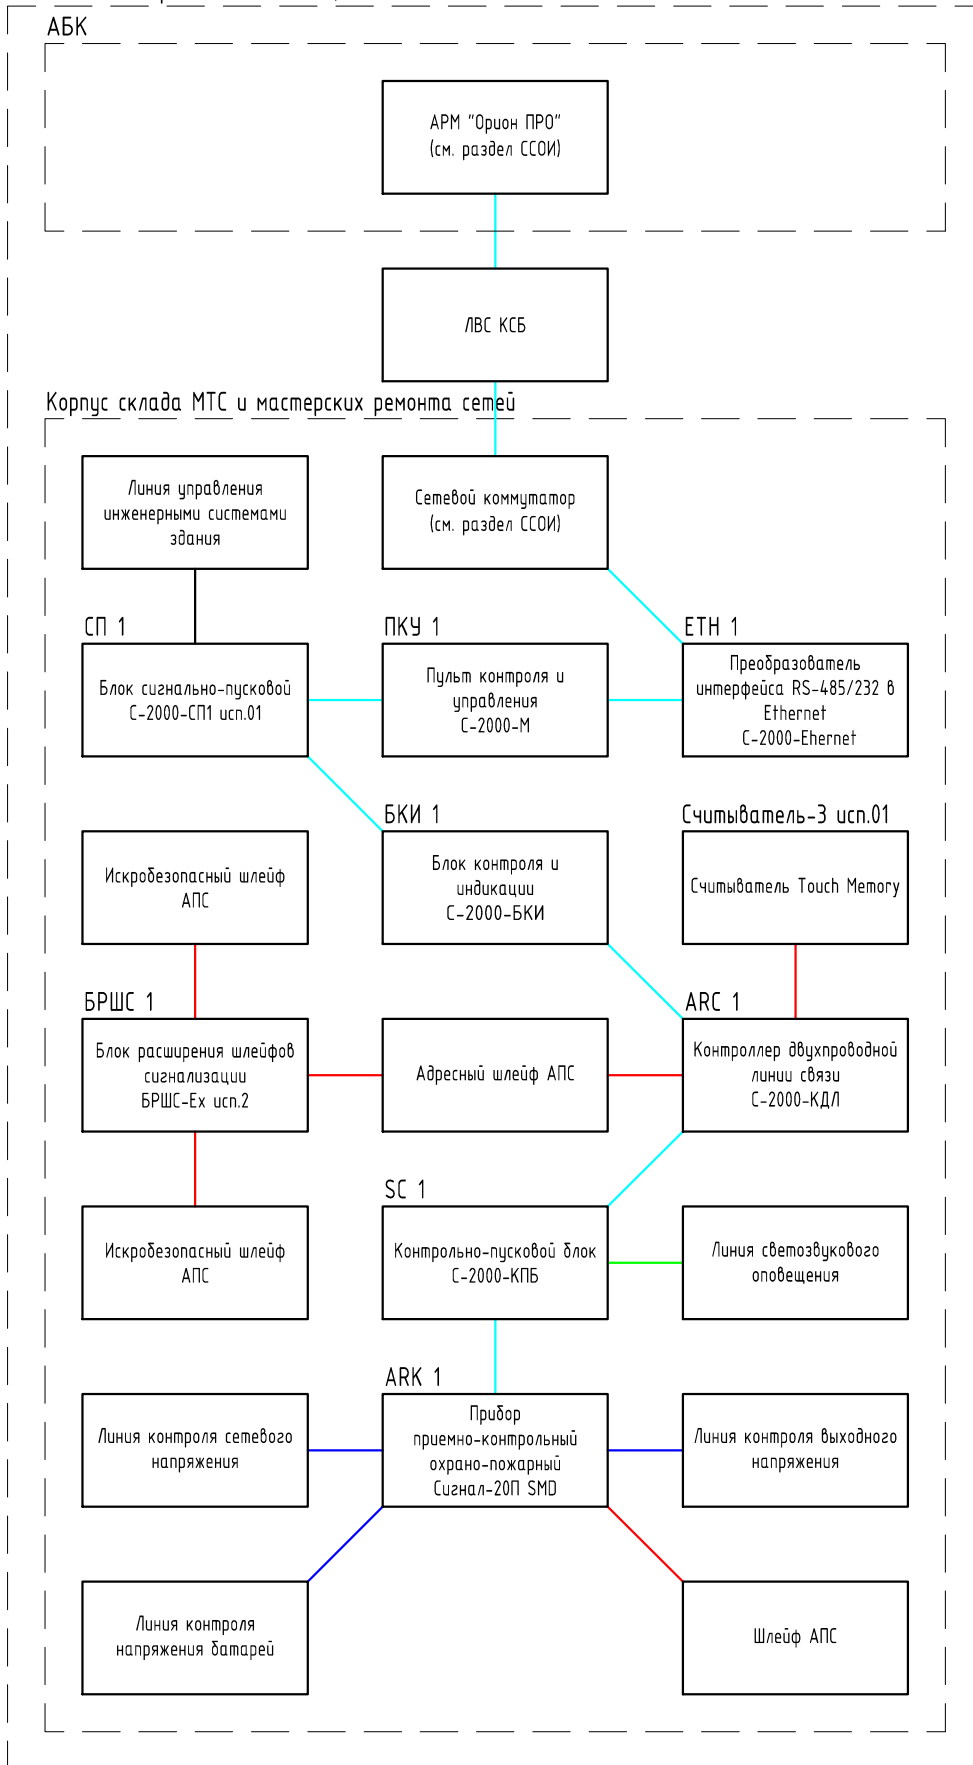 АБК
АРМ "Орион ПРО"
(см. раздел ССОИ)
ЛВС КСБ
Корпус склада МТС и мастерских ремонта сетей
Линия управления
инженерными системами
здания
Сетевой коммутатор
(см. раздел ССОИ)
СП 1
ПКУ 1
ETH 1
Блок сигнально-пусковой
С-2000-СП1 исп.01
Пульт контроля и
управления
С-2000-М
Преобразователь
интерфейса RS-485/232 в
Ethernet
С-2000-Ehernet
БКИ 1
Считыватель-3 исп.01
Искробезопасный шлейф
АПС
Блок контроля и
индикации
С-2000-БКИ
Считыватель Touch Memory
БРШС 1
ARC 1
Блок расширения шлейфов
сигнализации
БРШС-Ex исп.2
Адресный шлейф АПС
Контроллер двухпроводной
линии связи
С-2000-КДЛ
SC 1
Искробезопасный шлейф
АПС
Контрольно-пусковой блок
С-2000-КПБ
Линия светозвукового
оповещения
ARK 1
Линия контроля сетевого
напряжения
Прибор
приемно-контрольный
охрано-пожарный
Сигнал-20П SMD
Линия контроля выходного
напряжения
Линия контроля
напряжения батарей
Шлейф АПС